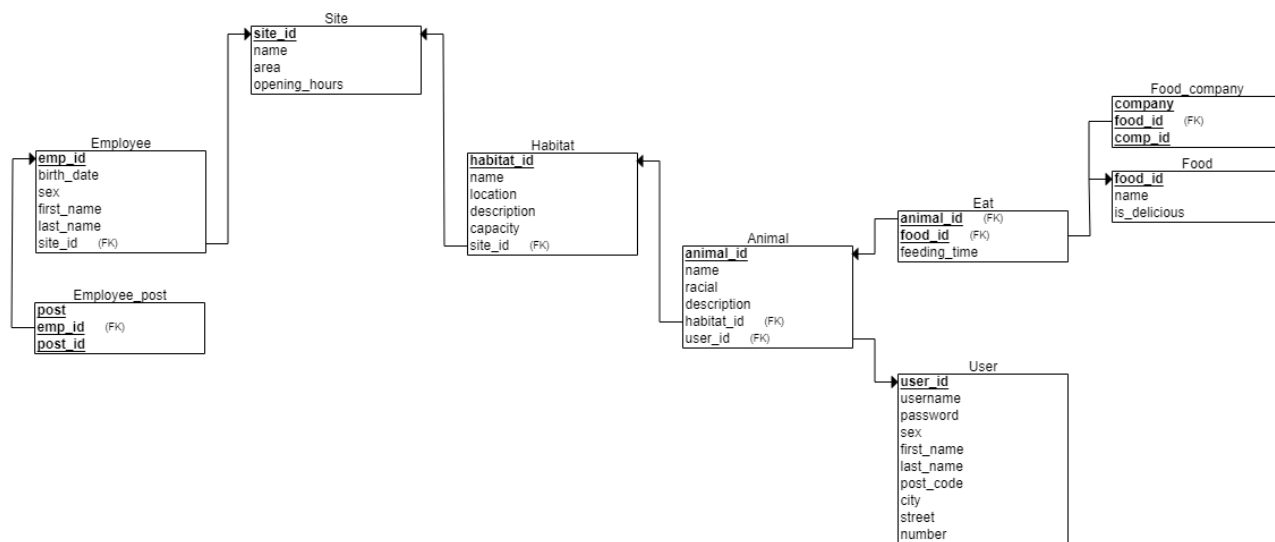 Site
site_id
name
area
opening_hours
Employee
emp_id
birth_date
sex
first_name
last_name
site_id (FK)
Employee_post
post
emp_id (FK)
post_id
Habitat
habitat_id
name
location
description
capacity
site_id (FK)
Animal
animal_id
name
racial
description
habitat_id (FK)
user_id (FK)
Eat
animal_id (FK)
food_id (FK)
feeding_time
Food_company
company
food_id (FK)
comp_id
Food
food_id
name
is_delicious
User
user_id
username
password
sex
first_name
last_name
post_code
city
street
number